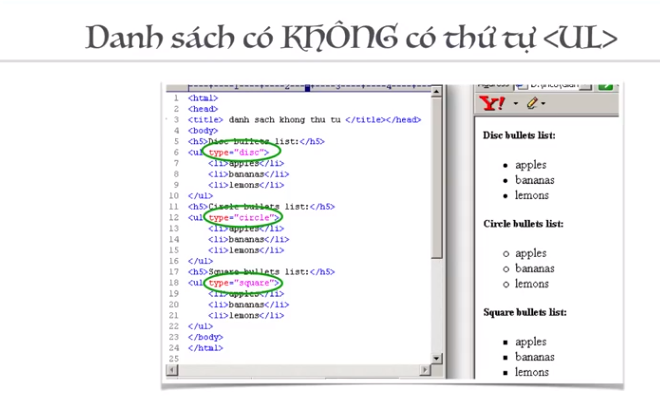 Danh sách có KHÔNG có thứ tự <UL>
1 <html>
2 <head>
3 <title> danh sach khong thu tu </title></head>
4 <body>
5 <h5>Disc bullets list:</h5>
6 <ul type="disc">
7 <li>apples</li>
8 <li>bananas</li>
9 <li>lemons</li>
10 </ul>
11 <h5>Circle bullets list:</h5>
12 <ul type="circle">
13 <li>apples</li>
14 <li>bananas</li>
15 <li>lemons</li>
16 </ul>
17 <h5>Square bullets list:</h5>
18 <ul type="square">
19 <li>apples</li>
20 <li>bananas</li>
21 <li>lemons</li>
22 </ul>
23 </body>
24 </html>
25
Y!
Disc bullets list:
• apples
• bananas
• lemons
Circle bullets list:
○ apples
○ bananas
○ lemons
Square bullets list:
▪ apples
▪ bananas
▪ lemons